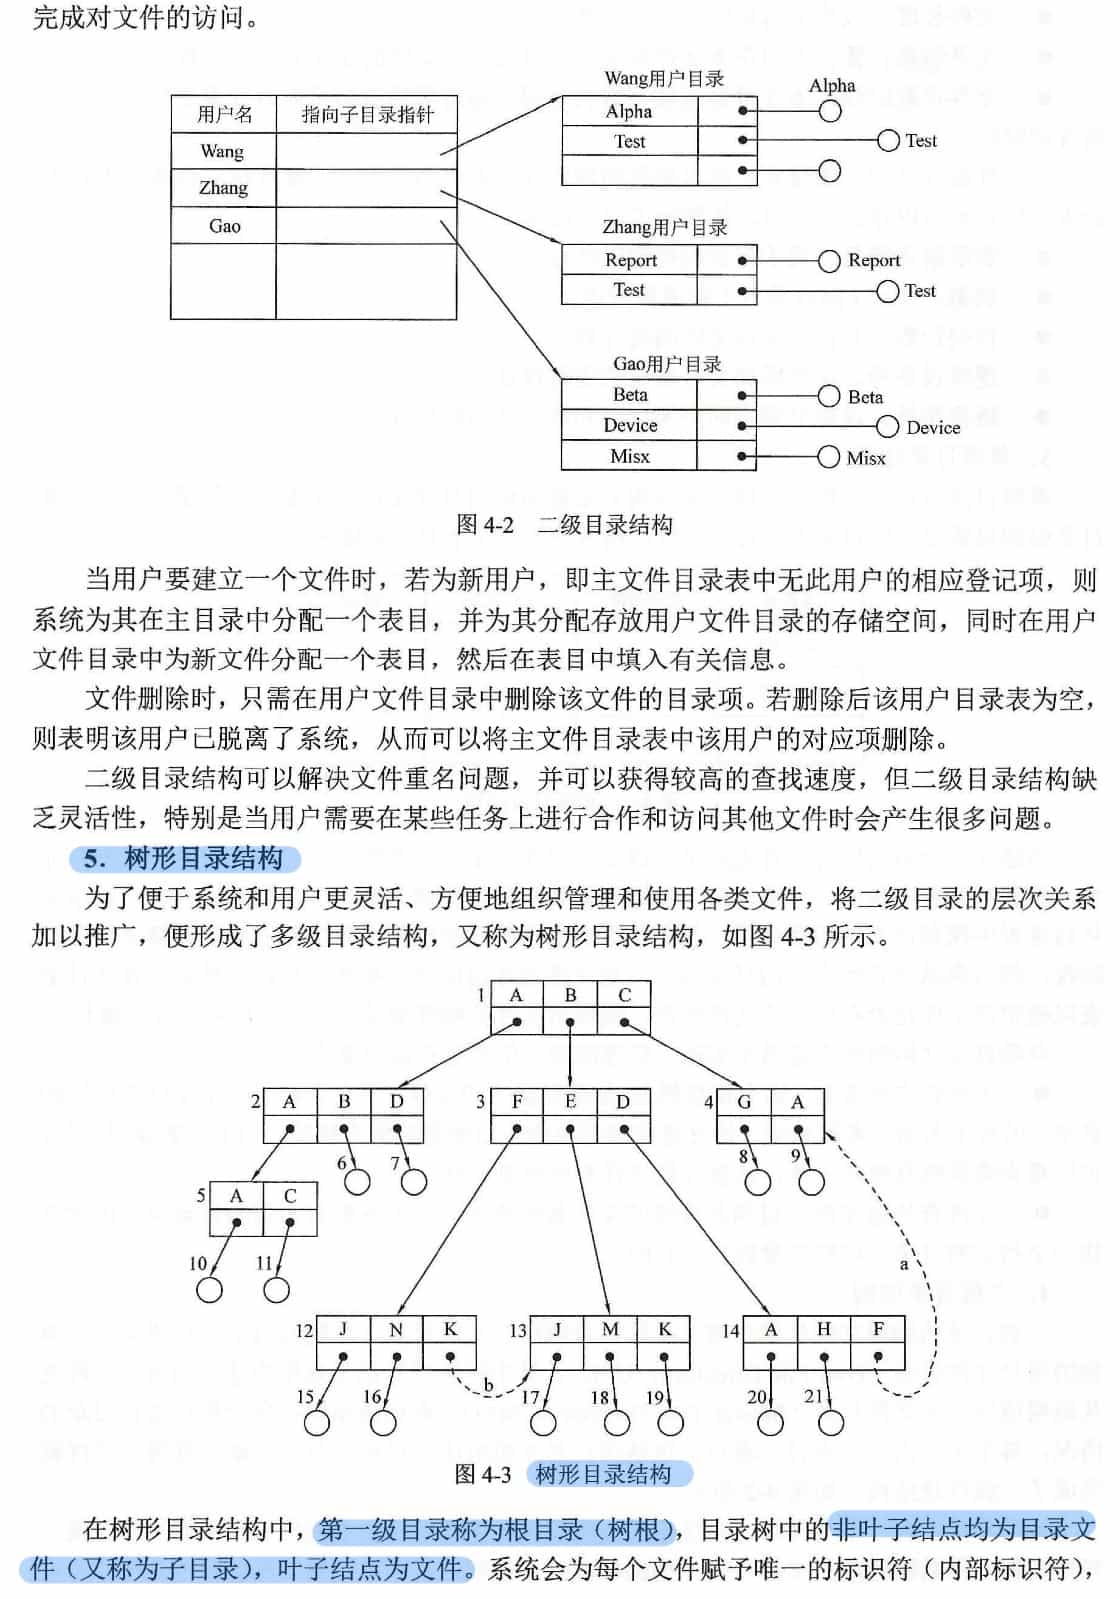 完成对文件的访问。
用户名 指向子目录指针
Wang
Zhang
Gao
Wang用户目录
Alpha
Alpha
Test
Test
Zhang用户目录
Report
Report
Test
Test
Gao用户目录
Beta
Beta
Device
Device
Misx
Misx
图 4-2 二级目录结构
当用户要建立一个文件时，若为新用户，即主文件目录表中无此用户的相应登记项，则
系统为其在主目录中分配一个表目，并为其分配存放用户文件目录的存储空间，同时在用户
文件目录中为新文件分配一个表目，然后在表目中填入有关信息。
文件删除时，只需在用户文件目录中删除该文件的目录项。若删除后该用户目录表为空，
则表明该用户已脱离了系统，从而可以将主文件目录表中该用户的对应项删除。
二级目录结构可以解决文件重名问题，并可以获得较高的查找速度，但二级目录结构缺
乏灵活性，特别是当用户需要在某些任务上进行合作和访问其他文件时会产生很多问题。
5．树形目录结构
为了便于系统和用户更灵活、方便地组织管理和使用各类文件，将二级目录的层次关系
加以推广，便形成了多级目录结构，又称为树形目录结构，如图 4-3 所示。
1 A B C
2 A B D
3 F E D
4 G A
6 7
8 9
5 A C
10 11
a
12 J N K
13 J M K
14 A H F
b
15 16
17 18 19
20 21
图 4-3 树形目录结构
在树形目录结构中，第一级目录称为根目录（树根），目录树中的非叶子结点均为目录文
件（又称为子目录），叶子结点为文件。系统会为每个文件赋予唯一的标识符（内部标识符），